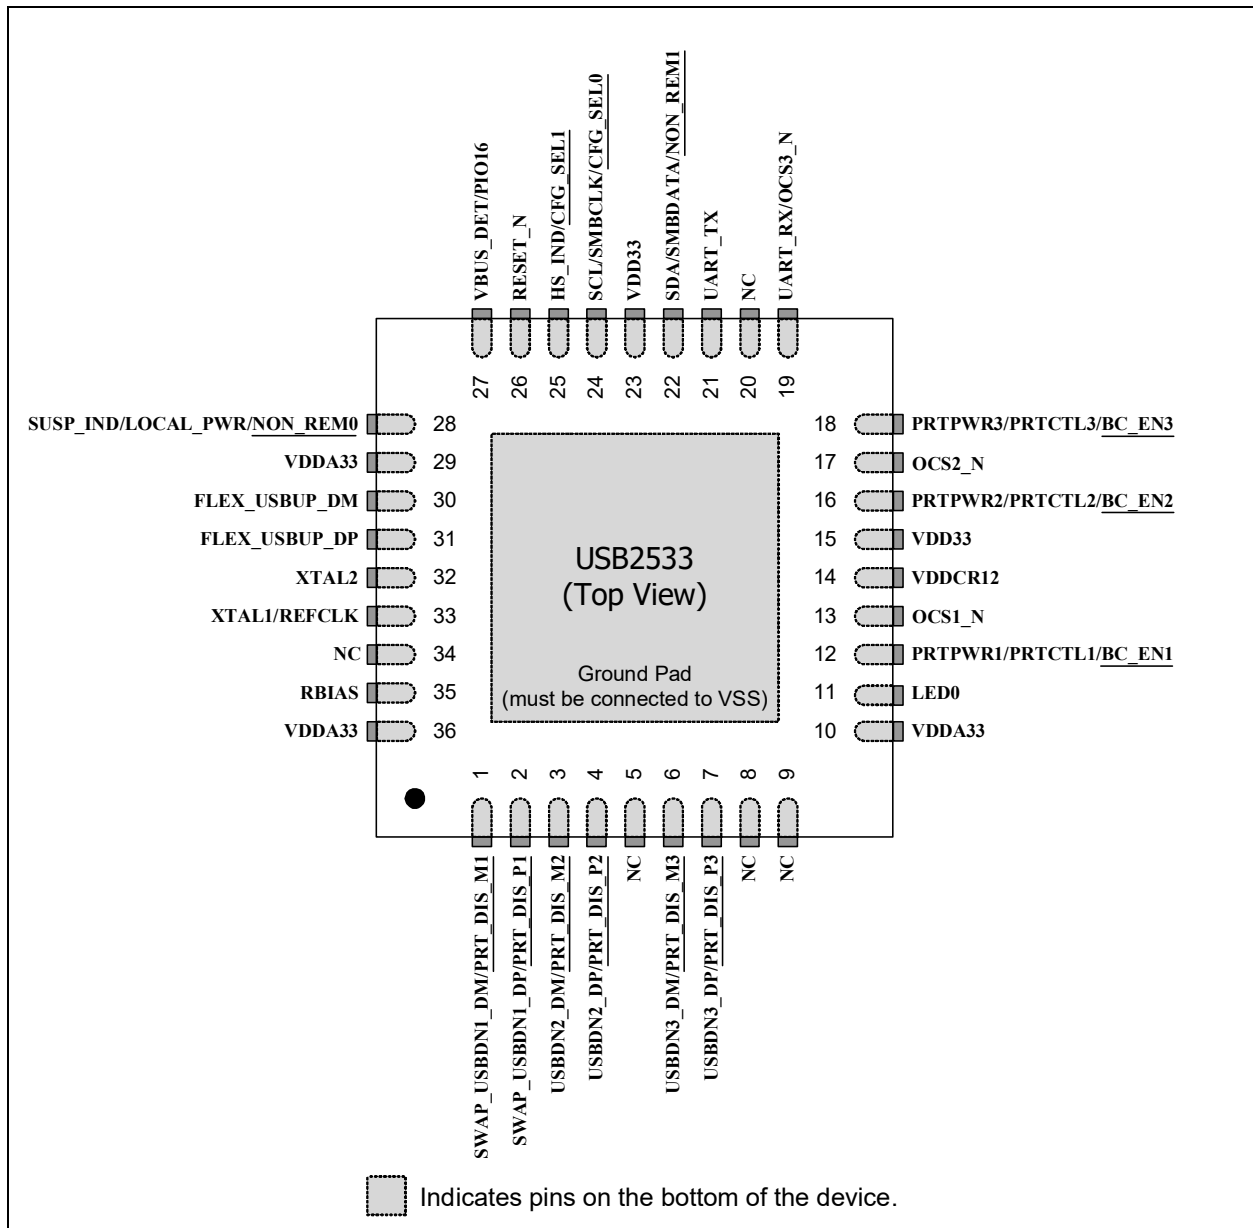 VBUS_DET/PIO16
RESET_N
HS_IND/CFG_SEL1
SCL/SMBCLK/CFG_SEL0
VDD33
SDA/SMBDATA/NON_REM1
UART_TX
NC
UART_RX/OCS3_N
27
26
25
24
23
22
21
20
19
SUSP_IND/LOCAL_PWR/NON_REM0 28
VDDA33 29
FLEX_USBUP_DM 30
FLEX_USBUP_DP 31
XTAL2 32
XTAL1/REFCLK 33
NC 34
RBIAS 35
VDDA33 36
USB2533
(Top View)
Ground Pad
(must be connected to VSS)
18 PRTPWR3/PRTCTL3/BC_EN3
17 OCS2_N
16 PRTPWR2/PRTCTL2/BC_EN2
15 VDD33
14 VDDCR12
13 OCS1_N
12 PRTPWR1/PRTCTL1/BC_EN1
11 LED0
10 VDDA33
1
2
3
4
5
6
7
8
9
SWAP_USBDN1_DM/PRT_DIS_M1
SWAP_USBDN1_DP/PRT_DIS_P1
USBDN2_DM/PRT_DIS_M2
USBDN2_DP/PRT_DIS_P2
NC
USBDN3_DM/PRT_DIS_M3
USBDN3_DP/PRT_DIS_P3
NC
NC
Indicates pins on the bottom of the device.